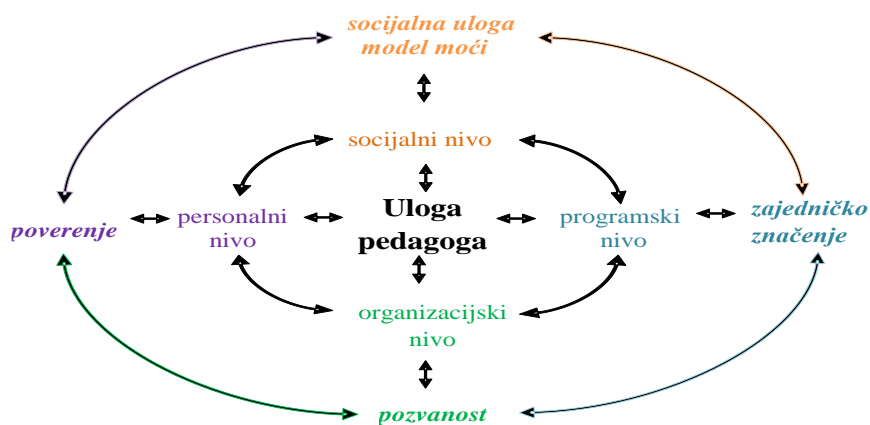 socijalna uloga
model moći
socijalni nivo
poverenje
personalni
nivo
Uloga
pedagoga
programski
nivo
zajedničko
značenje
organizacijski
nivo
pozvanost